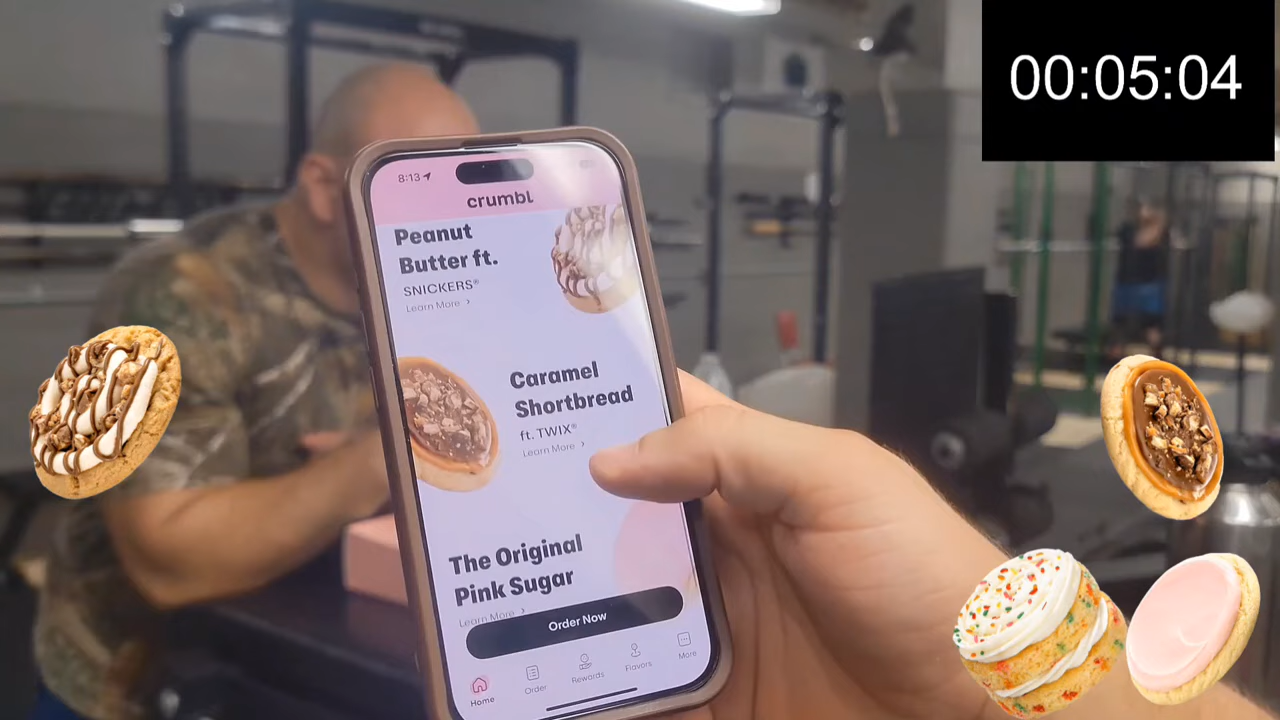 00:05:04
8:13
crumbl
Peanut
Butter ft.
SNICKERS®
Learn More >
Caramel
Shortbread
ft. TWIX®
Learn More >
The Original
Pink Sugar
Learn More >
Order Now
Home
Order
Rewards
Flavors
More